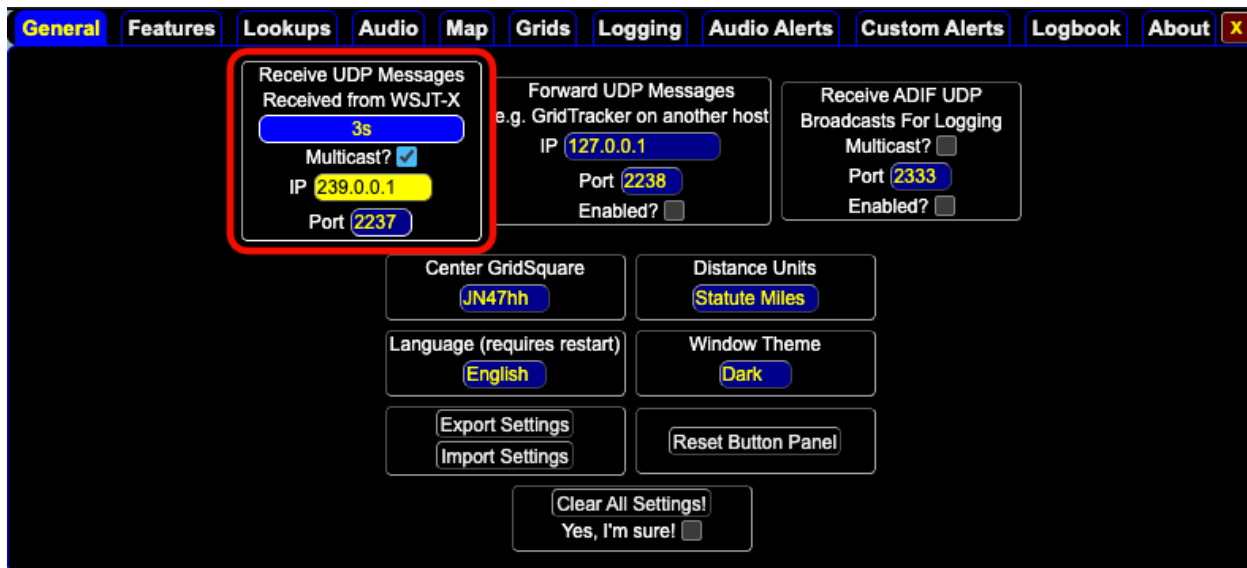 General Features Lookups Audio Map Grids Logging Audio Alerts Custom Alerts Logbook About X
Receive UDP Messages
Received from WSJT-X
3s
Multicast?
IP 239.0.0.1
Port 2237
Forward UDP Messages
e.g. GridTracker on another host
IP 127.0.0.1
Port 2238
Enabled?
Receive ADIF UDP
Broadcasts For Logging
Multicast?
Port 2333
Enabled?
Center GridSquare
JN47hh
Distance Units
Statute Miles
Language (requires restart)
English
Window Theme
Dark
Export Settings
Import Settings
Reset Button Panel
Clear All Settings!
Yes, I'm sure!